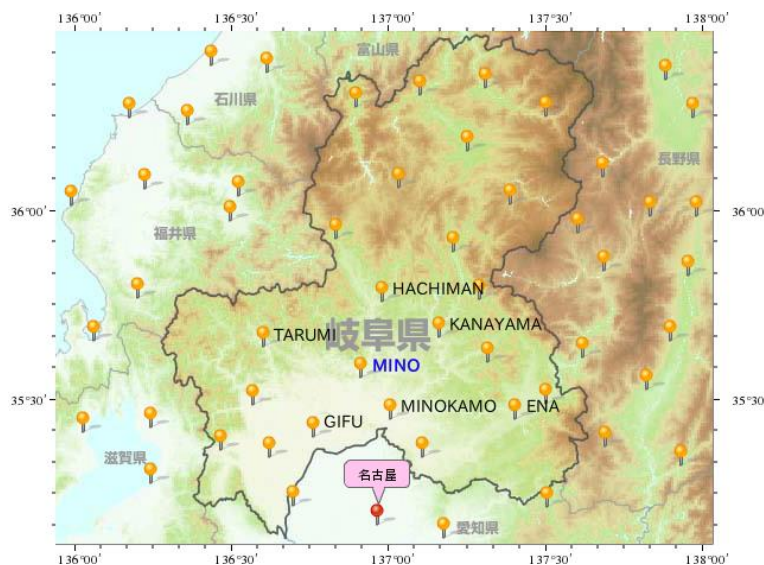 136°00' 136°30' 137°00' 137°30' 138°00'
富山県
石川県
長野県
36°00' 36°00'
福井県
HACHIMAN
KANAYAMA
TARUMI
岐阜県
MINO
35°30' MINOKAMO ENA 35°30'
GIFU
滋賀県
名古屋
愛知県
136°00' 136°30' 137°00' 137°30' 138°00'